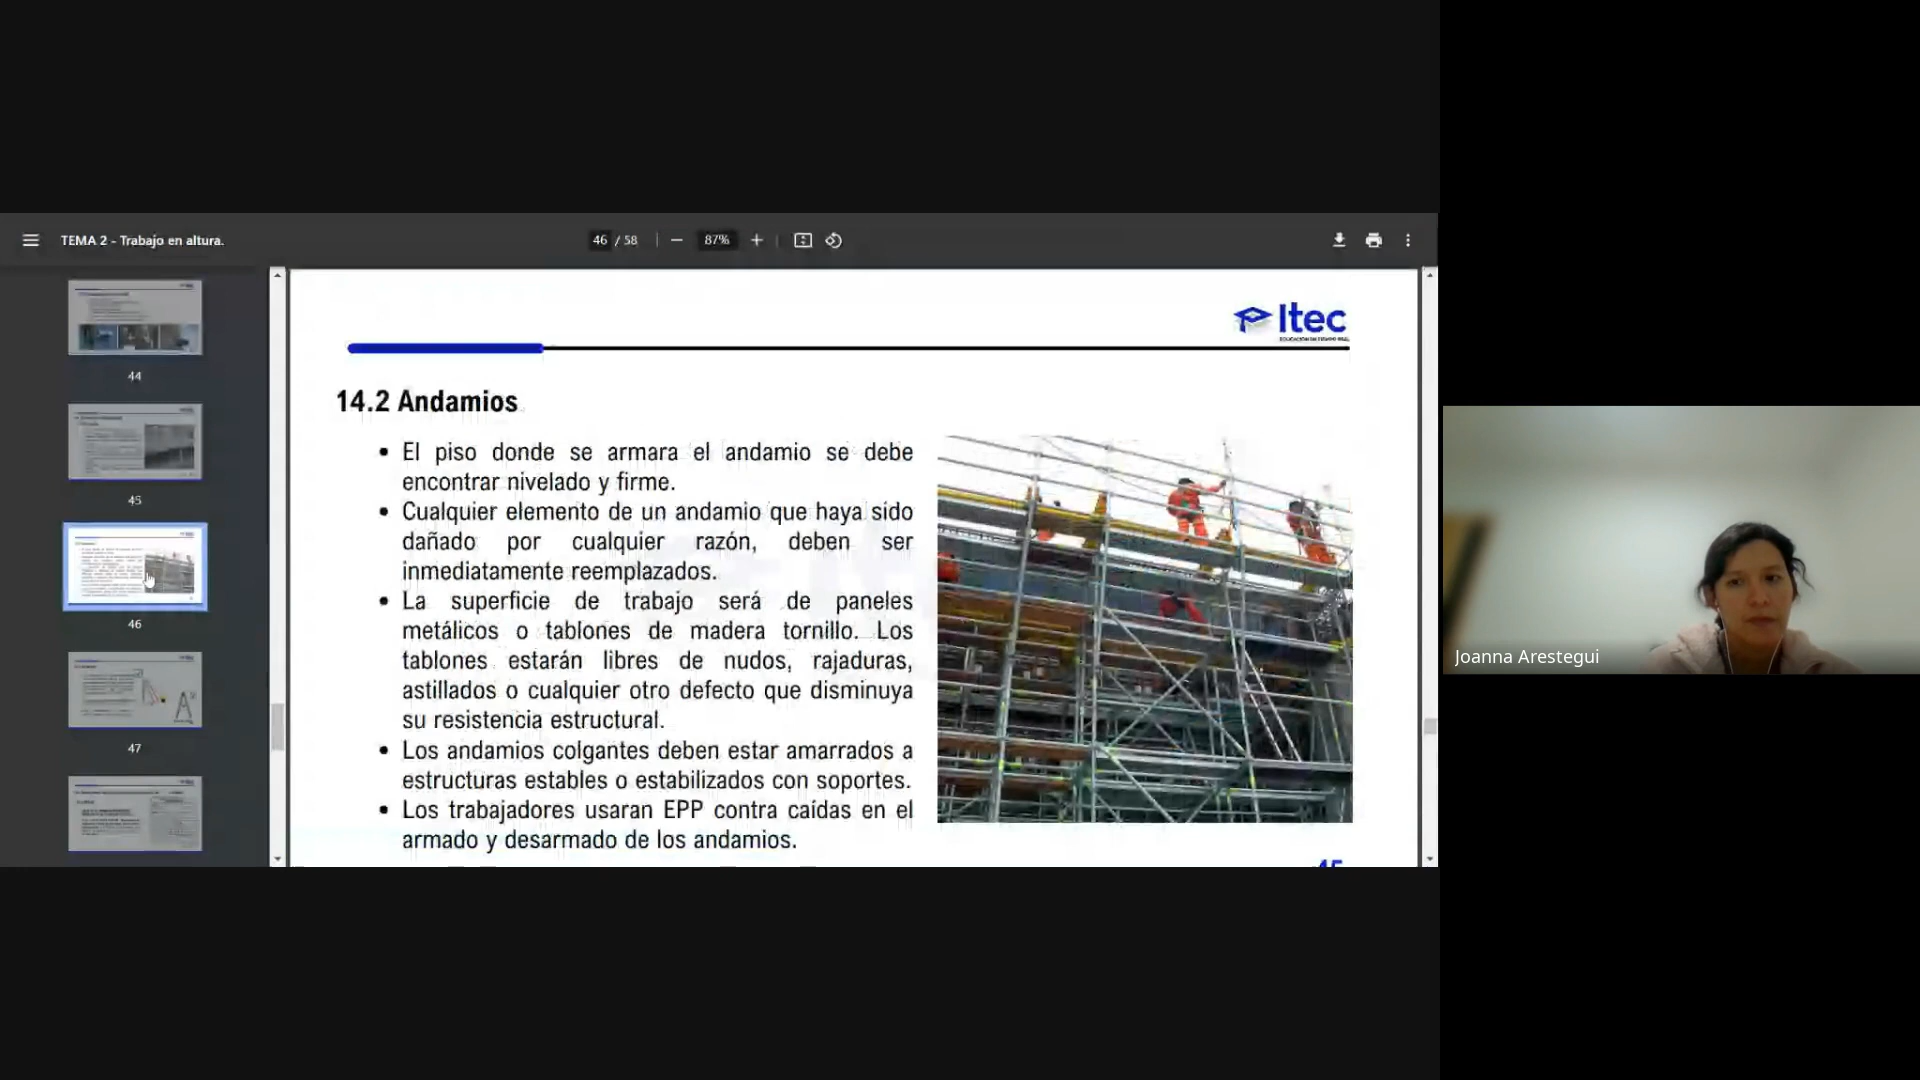 TEMA 2 - Trabajo en altura.
46 / 58
87%
44
45
46
47
Itec
EDUCACIÓN EN TIEMPO REAL
14.2 Andamios
• El piso donde se armara el andamio se debe
encontrar nivelado y firme.
• Cualquier elemento de un andamio que haya sido
dañado por cualquier razón, deben ser
inmediatamente reemplazados.
• La superficie de trabajo será de paneles
metálicos o tablones de madera tornillo. Los
tablones estarán libres de nudos, rajaduras,
astillados o cualquier otro defecto que disminuya
su resistencia estructural.
• Los andamios colgantes deben estar amarrados a
estructuras estables o estabilizados con soportes.
• Los trabajadores usaran EPP contra caídas en el
armado y desarmado de los andamios.
Joanna Arestegui